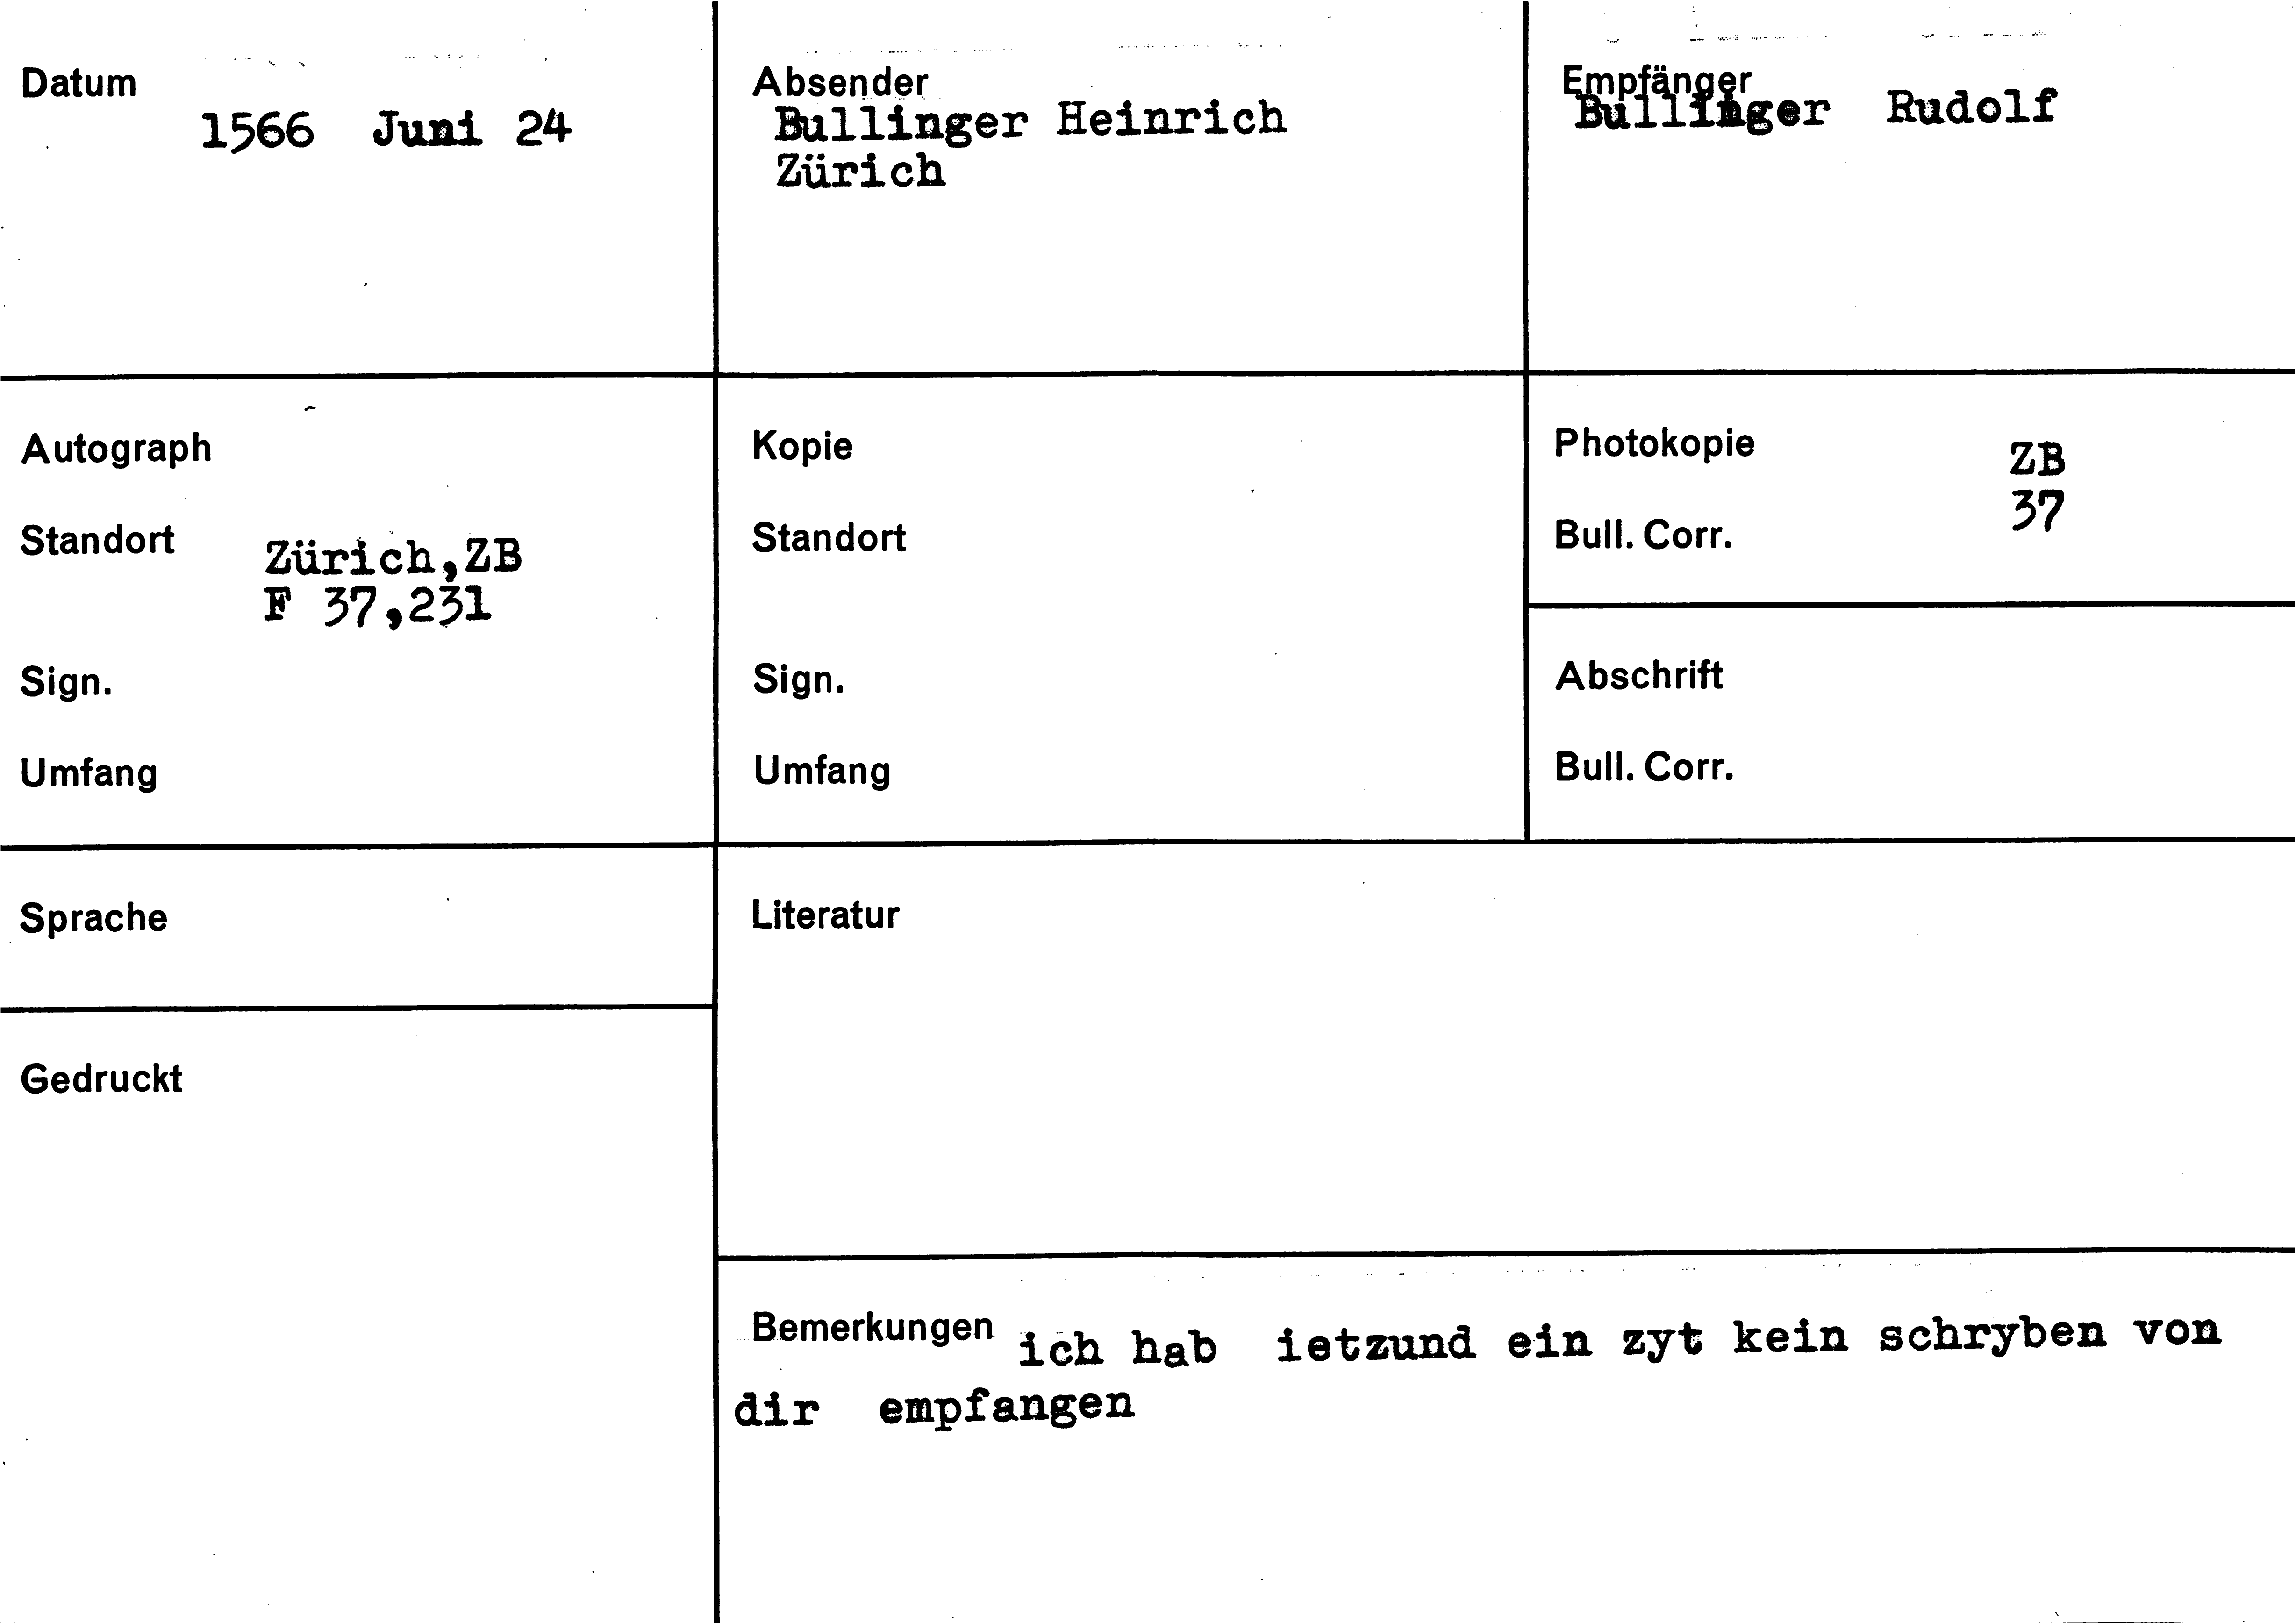 Datum
1566 Juni 24
Absender
Bullinger Heinrich
Zürich
Empfänger
Bullinger Rudolf
Autograph
Standort
Zürich,ZB
F 37,231
Sign.
Umfang
Kopie
Standort
Sign.
Umfang
Photokopie
ZB
37
Bull. Corr.
Abschrift
Bull. Corr.
Sprache
Literatur
Gedruckt
Bemerkungen ich hab ietzund ein zyt kein schryben von
dir empfangen